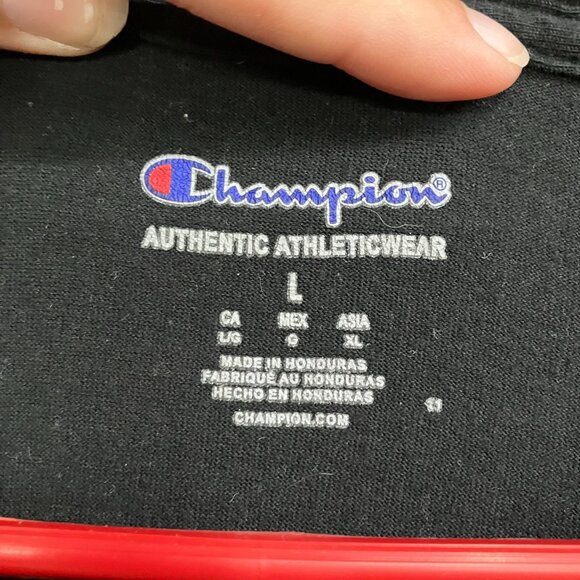 Champion®
AUTHENTIC ATHLETICWEAR
L
CA MEX ASIA
L/G G XL
MADE IN HONDURAS
FABRIQUÉ AU HONDURAS
HECHO EN HONDURAS
CHAMPION.COM